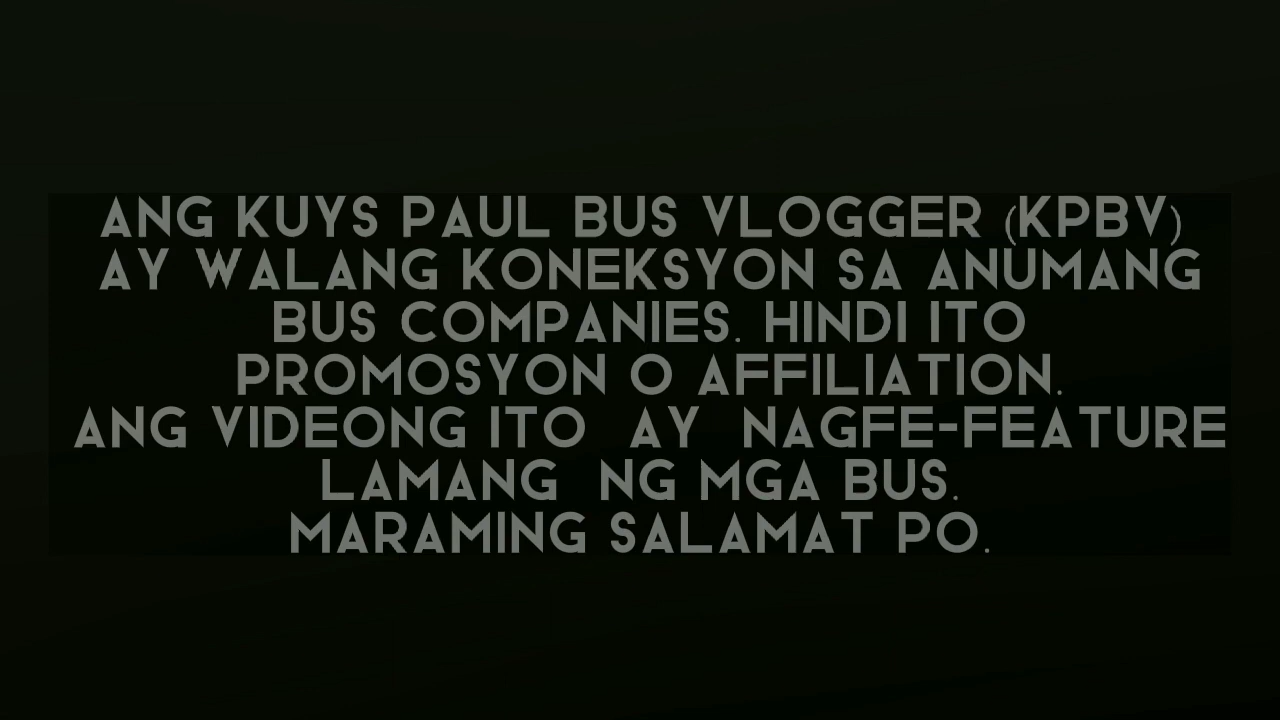 ANG KUYS PAUL BUS VLOGGER (KPBV)
AY WALANG KONEKSYON SA ANUMANG
BUS COMPANIES. HINDI ITO
PROMOSYON O AFFILIATION.
ANG VIDEONG ITO AY NAGFE-FEATURE
LAMANG NG MGA BUS.
MARAMING SALAMAT PO.